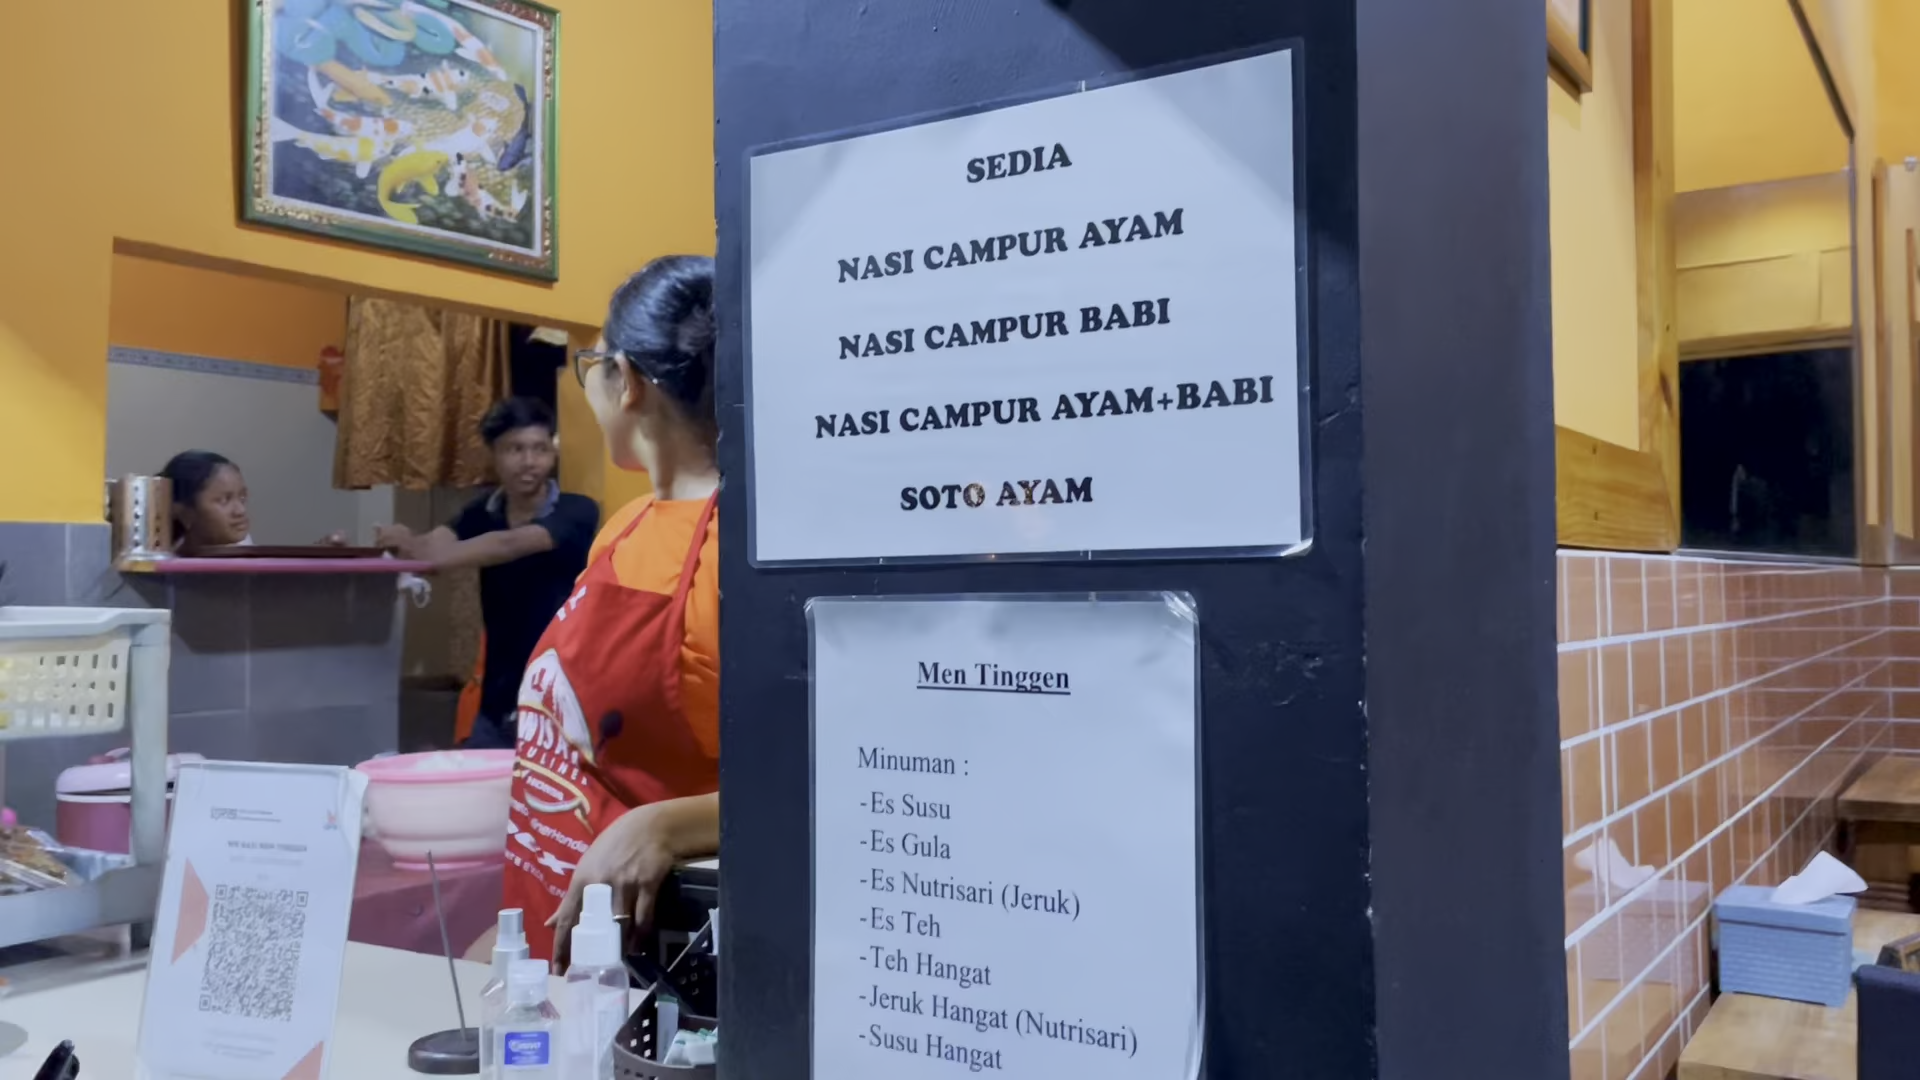 SEDIA
NASI CAMPUR AYAM
NASI CAMPUR BABI
NASI CAMPUR AYAM+BABI
SOTO AYAM
Men Tinggen
Minuman :
-Es Susu
-Es Gula
-Es Nutrisari (Jeruk)
-Es Teh
-Teh Hangat
-Jeruk Hangat (Nutrisari)
-Susu Hangat